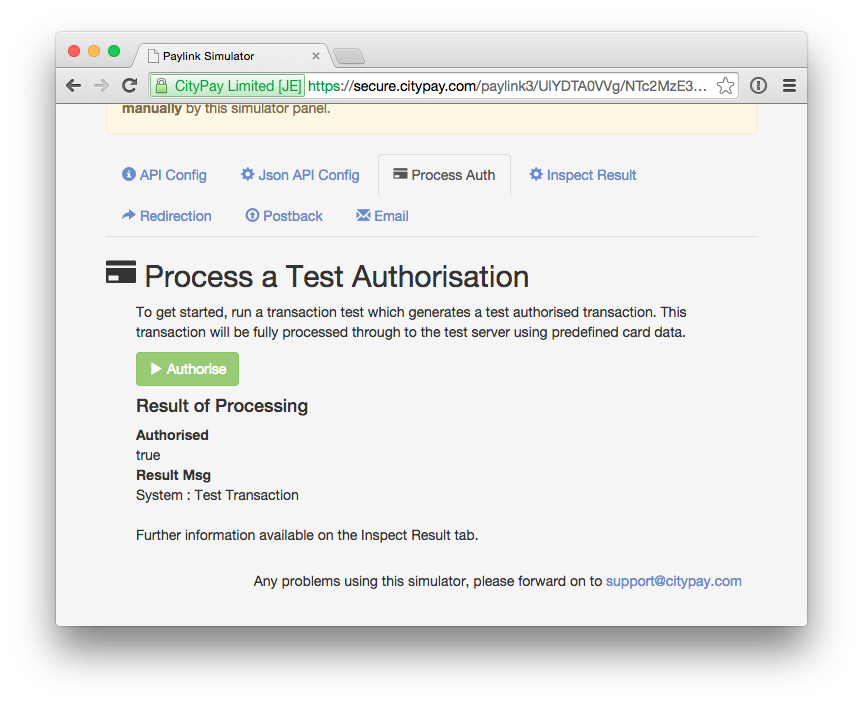 Paylink Simulator
CityPay Limited [JE] https://secure.citypay.com/paylink3/UlYDTA0VVg/NTc2MzE3...
manually by this simulator panel.
API Config Json API Config Process Auth Inspect Result
Redirection Postback Email
Process a Test Authorisation
To get started, run a transaction test which generates a test authorised transaction. This
transaction will be fully processed through to the test server using predefined card data.
Authorise
Result of Processing
Authorised
true
Result Msg
System : Test Transaction
Further information available on the Inspect Result tab.
Any problems using this simulator, please forward on to support@citypay.com